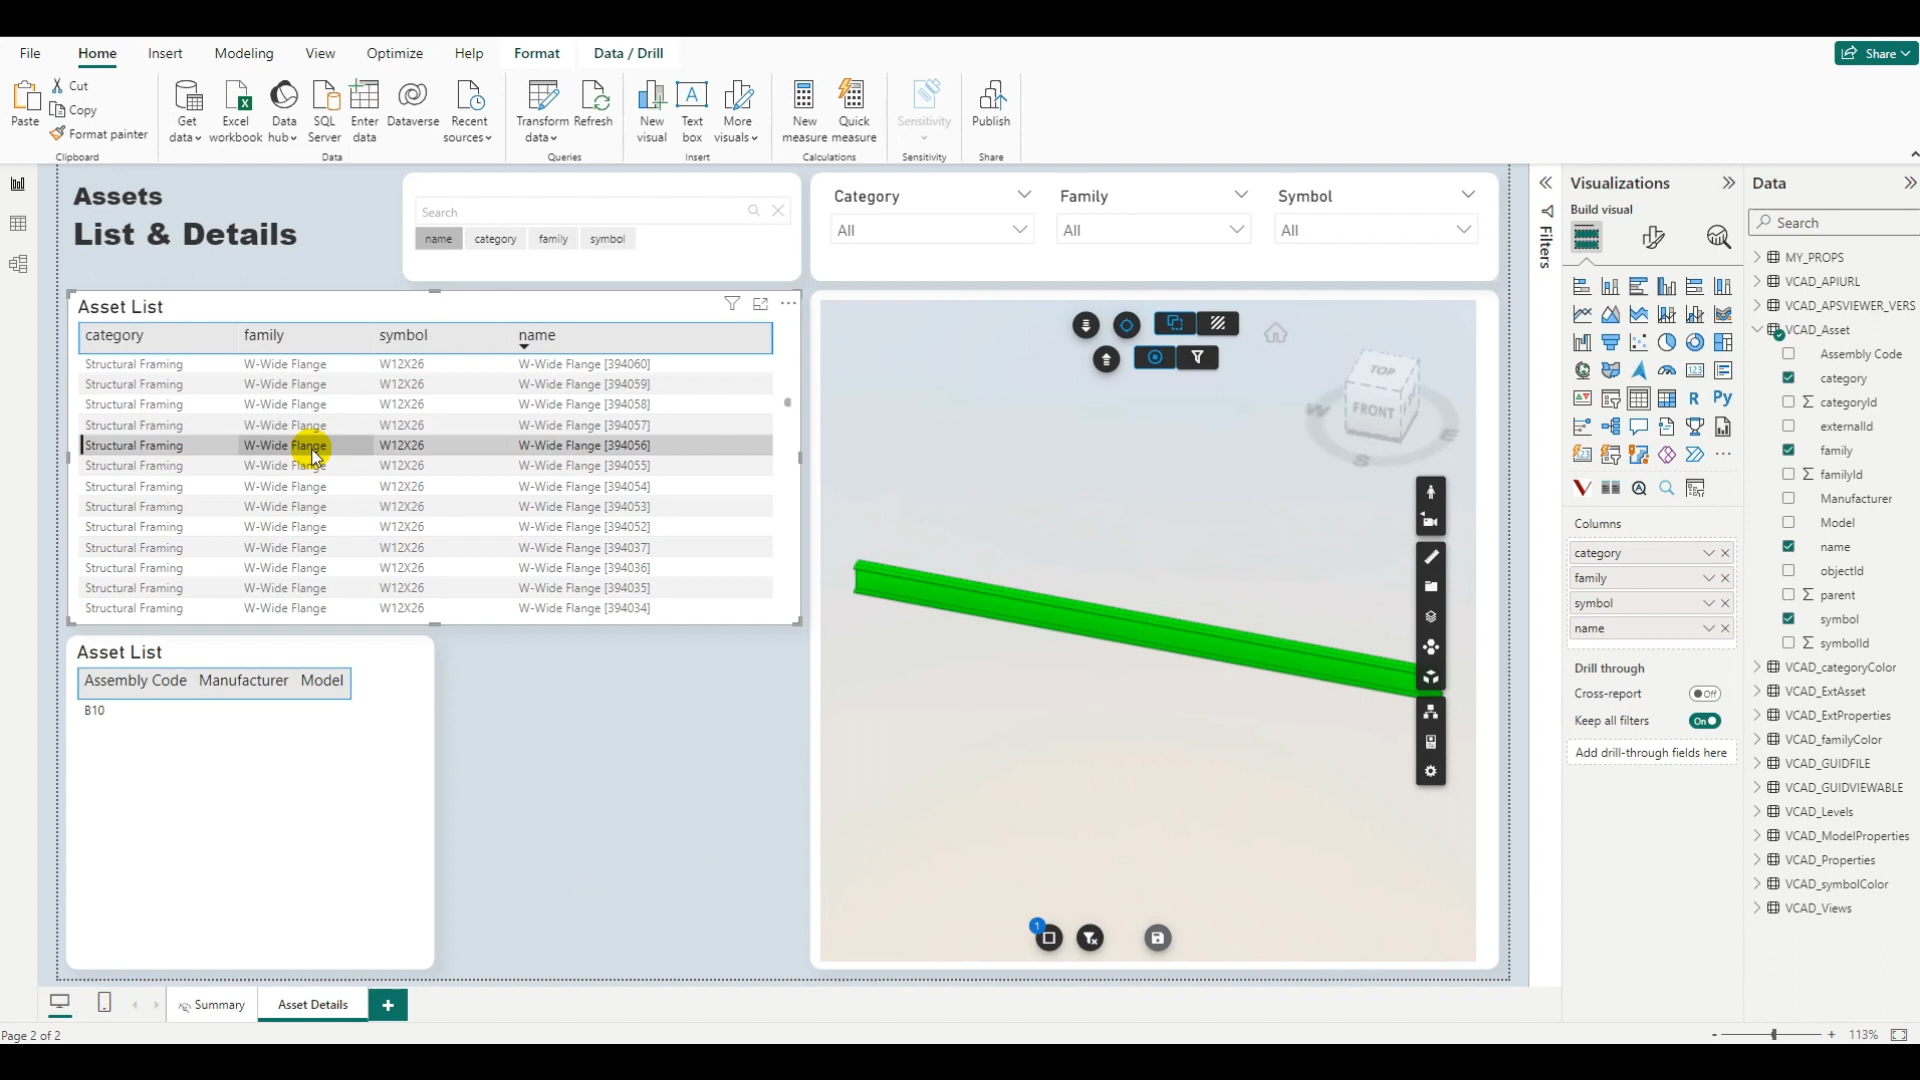 File Home Insert Modeling View Optimize Help Format Data / Drill Share
Paste Cut Copy Format painter Clipboard
Get data Excel workbook Data hub SQL Server Enter data Dataverse Recent sources Data
Transform data Refresh Queries
New visual Text box More visuals Insert
New measure Quick measure Calculations
Sensitivity Sensitivity
Publish Share
Assets
List & Details
Search
name category family symbol
Category Family Symbol
All All All
Asset List
category family symbol name
Structural Framing W-Wide Flange W12X26 W-Wide Flange [394060]
Structural Framing W-Wide Flange W12X26 W-Wide Flange [394059]
Structural Framing W-Wide Flange W12X26 W-Wide Flange [394058]
Structural Framing W-Wide Flange W12X26 W-Wide Flange [394057]
Structural Framing W-Wide Flange W12X26 W-Wide Flange [394056]
Structural Framing W-Wide Flange W12X26 W-Wide Flange [394055]
Structural Framing W-Wide Flange W12X26 W-Wide Flange [394054]
Structural Framing W-Wide Flange W12X26 W-Wide Flange [394053]
Structural Framing W-Wide Flange W12X26 W-Wide Flange [394052]
Structural Framing W-Wide Flange W12X26 W-Wide Flange [394037]
Structural Framing W-Wide Flange W12X26 W-Wide Flange [394036]
Structural Framing W-Wide Flange W12X26 W-Wide Flange [394035]
Structural Framing W-Wide Flange W12X26 W-Wide Flange [394034]
Asset List
Assembly Code Manufacturer Model
B10
TOP
FRONT
W E
S
1
Filters
Visualizations
Build visual
R Py
Columns
category
family
symbol
name
Drill through
Cross-report Off
Keep all filters On
Add drill-through fields here
Data
Search
MY_PROPS
VCAD_APIURL
VCAD_APSVIEWER_VERS
VCAD_Asset
Assembly Code
category
categoryId
externalId
family
familyId
Manufacturer
Model
name
objectId
parent
symbol
symbolId
VCAD_categoryColor
VCAD_ExtAsset
VCAD_ExtProperties
VCAD_familyColor
VCAD_GUIDFILE
VCAD_GUIDVIEWABLE
VCAD_Levels
VCAD_ModelProperties
VCAD_Properties
VCAD_symbolColor
VCAD_Views
Summary Asset Details +
Page 2 of 2
- + 113%